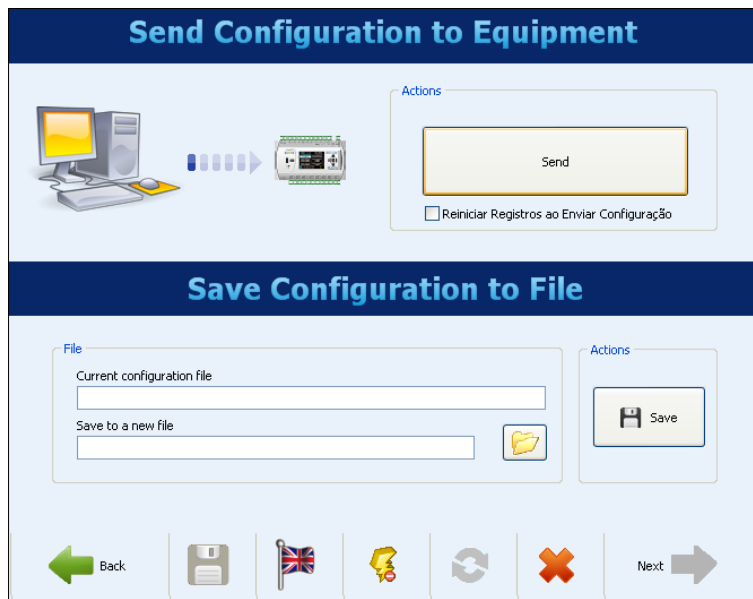 Send Configuration to Equipment
Actions
Send
Reiniciar Registros ao Enviar Configuração
Save Configuration to File
File
Current configuration file
Save to a new file
Actions
Save
Back
Next